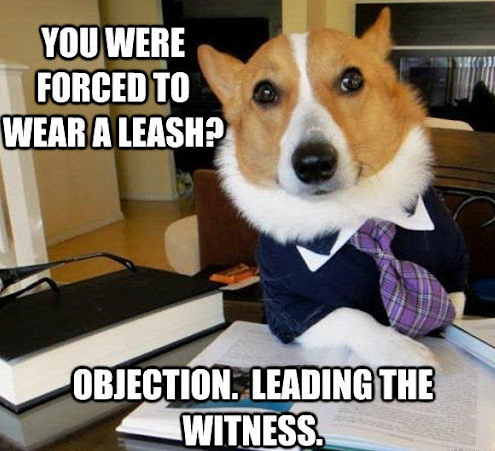 YOU WERE
FORCED TO
WEAR A LEASH?
OBJECTION. LEADING THE
WITNESS.